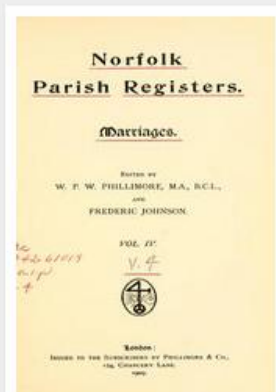 Norfolk
Parish Registers.
Marriages.
EDITED BY
W. P. W. PHILLIMORE, M.A., B.C.L.,
AND
FREDERIC JOHNSON.
VOL. IV.
V. 4
London:
ISSUED TO THE SUBSCRIBERS BY PHILLIMORE & CO.,
124, CHANCERY LANE.